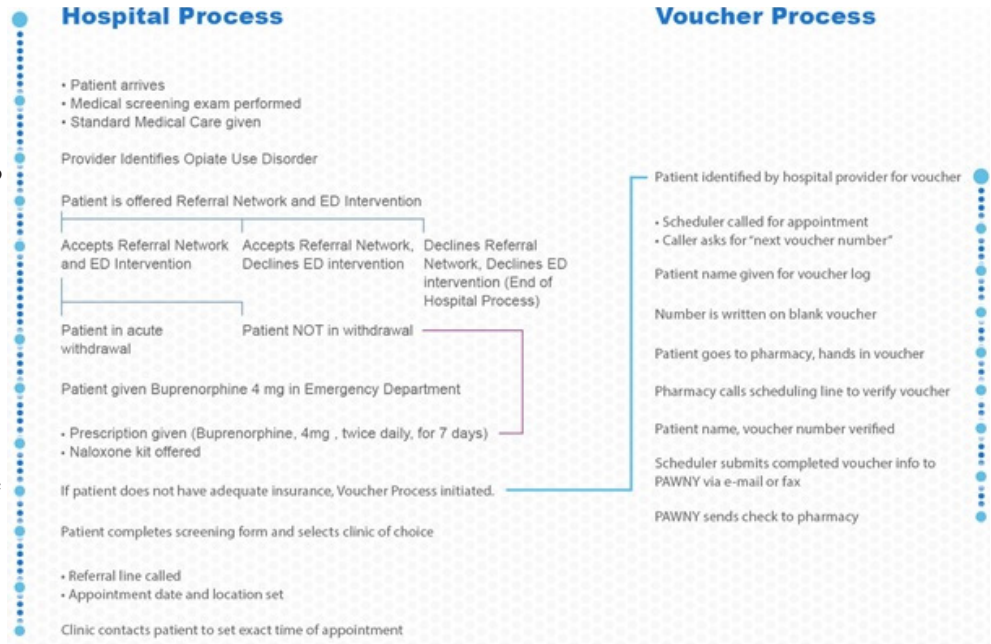 Hospital Process
• Patient arrives
• Medical screening exam performed
• Standard Medical Care given
Provider Identifies Opiate Use Disorder
Patient is offered Referral Network and ED Intervention
Accepts Referral Network
and ED Intervention
Accepts Referral Network,
Declines ED intervention
Declines Referral
Network, Declines ED
intervention (End of
Hospital Process)
Patient in acute
withdrawal
Patient NOT in withdrawal
Patient given Buprenorphine 4 mg in Emergency Department
• Prescription given (Buprenorphine, 4mg , twice daily, for 7 days)
• Naloxone kit offered
If patient does not have adequate insurance, Voucher Process initiated.
Patient completes screening form and selects clinic of choice
• Referral line called
• Appointment date and location set
Clinic contacts patient to set exact time of appointment
Voucher Process
Patient identified by hospital provider for voucher
• Scheduler called for appointment
• Caller asks for "next voucher number"
Patient name given for voucher log
Number is written on blank voucher
Patient goes to pharmacy, hands in voucher
Pharmacy calls scheduling line to verify voucher
Patient name, voucher number verified
Scheduler submits completed voucher info to
PAWNY via e-mail or fax
PAWNY sends check to pharmacy